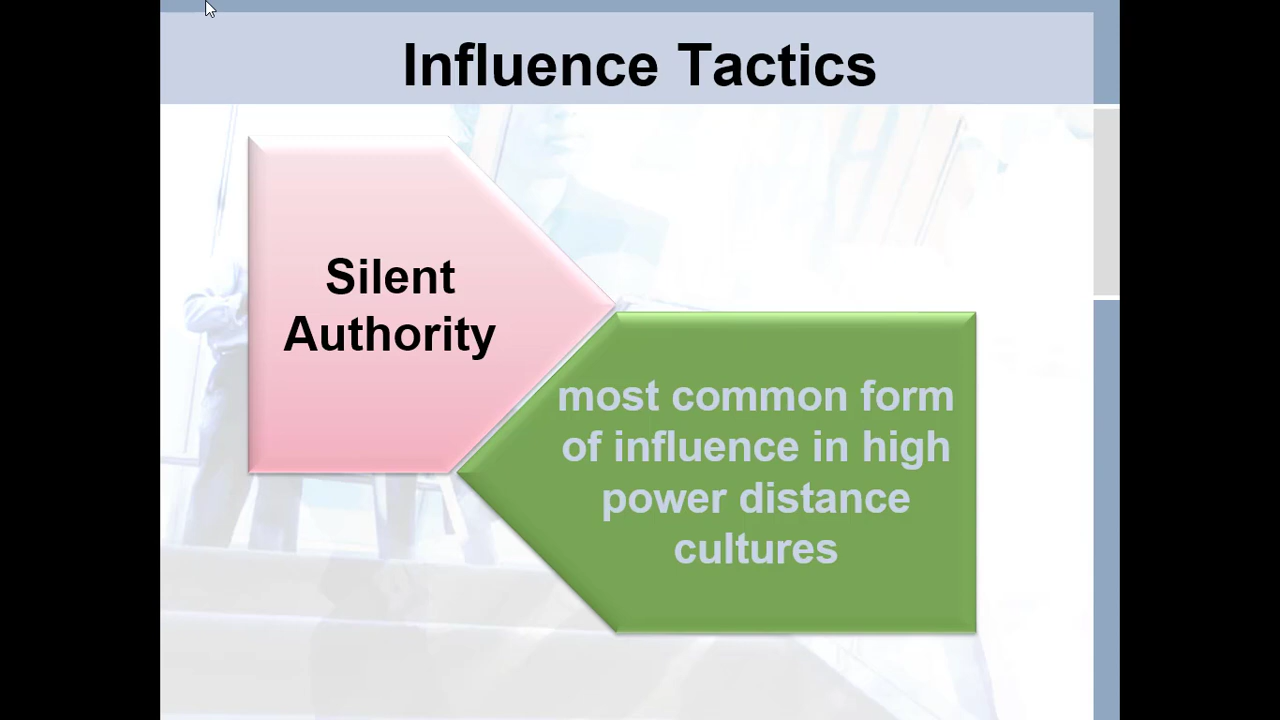 Influence Tactics
Silent
Authority
most common form
of influence in high
power distance
cultures